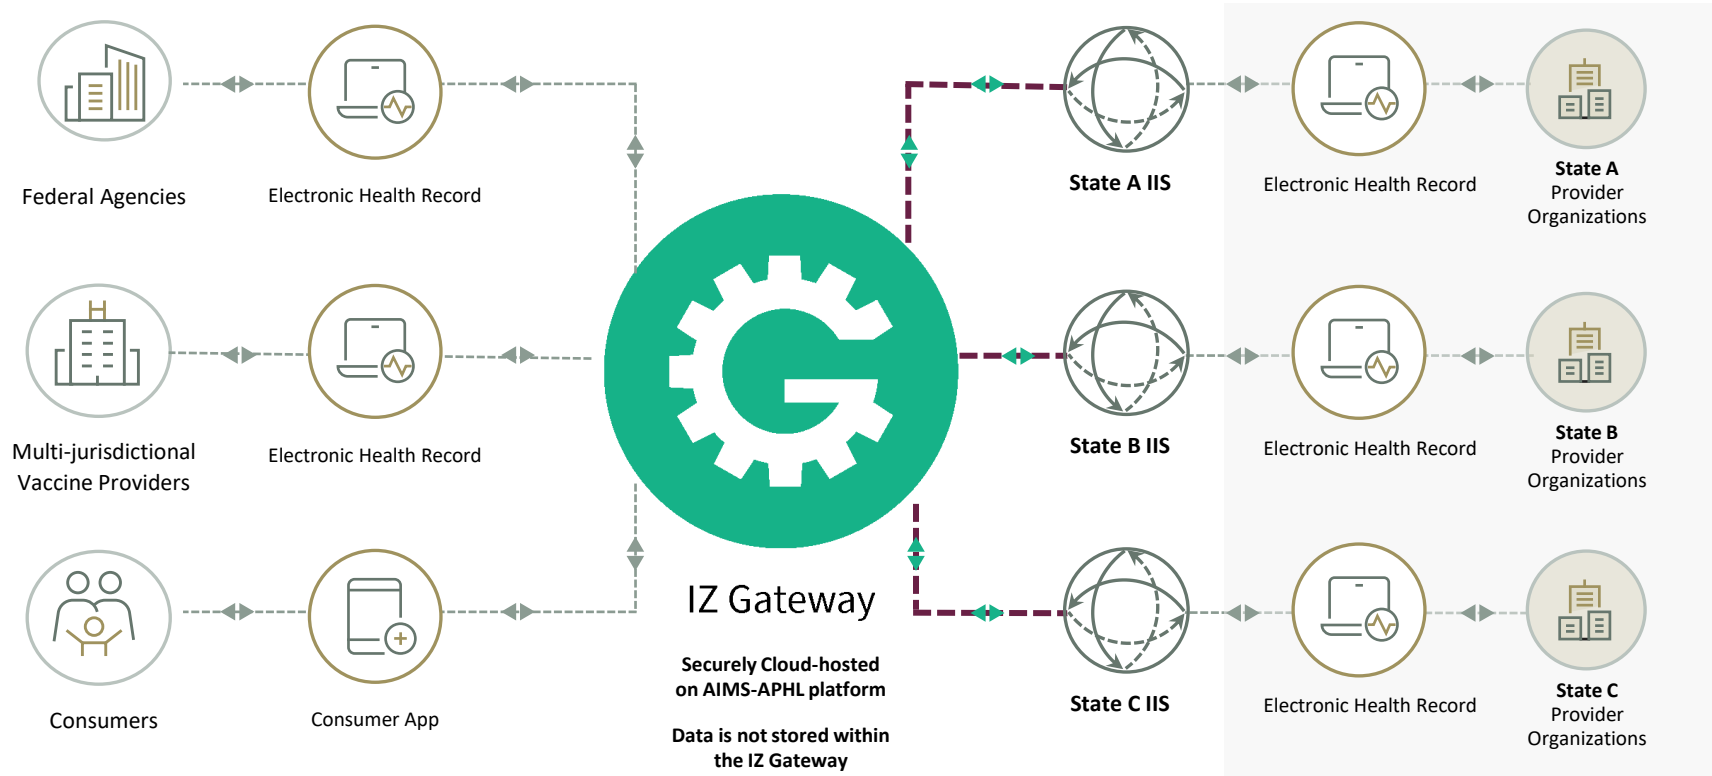 Federal Agencies
Electronic Health Record
State A IIS
Electronic Health Record
State A
Provider
Organizations
Multi-jurisdictional
Vaccine Providers
Electronic Health Record
State B IIS
Electronic Health Record
State B
Provider
Organizations
Consumers
Consumer App
IZ Gateway
Securely Cloud-hosted
on AIMS-APHL platform
Data is not stored within
the IZ Gateway
State C IIS
Electronic Health Record
State C
Provider
Organizations